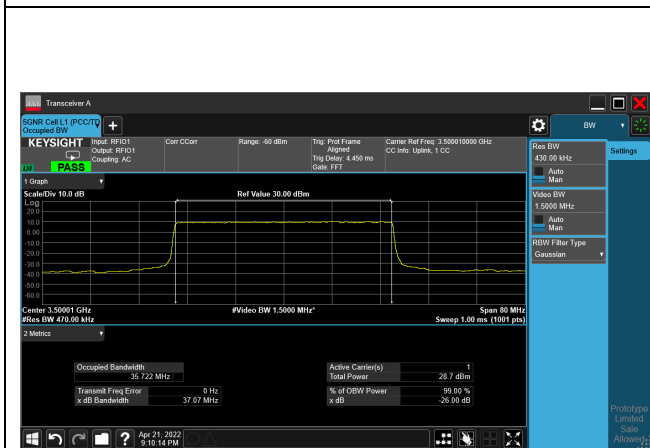 Transceiver A
5GNR Cell L1 (PCC/TD
Occupied BW
+
BW
KEYSIGHT
Input: RFIO1
Output: RFIO1
Coupling: AC
Corr CCorr
Range: -60 dBm
Trig: Prot Frame
Aligned
Trig Delay: 4.450 ms
Gate: FFT
Carrier Ref Freq: 3.500010000 GHz
CC Info: Uplink, 1 CC
PASS
Res BW
430.00 kHz
Auto
Man
Settings
Video BW
1.5000 MHz
Auto
Man
RBW Filter Type
Gaussian
1 Graph
Scale/Div 10.0 dB
Ref Value 30.00 dBm
Log
20.0
10.0
0.00
-10.0
-20.0
-30.0
-40.0
-50.0
-60.0
Center 3.50001 GHz
#Video BW 1.5000 MHz*
Span 80 MHz
#Res BW 470.00 kHz
Sweep 1.00 ms (1001 pts)
2 Metrics
Occupied Bandwidth
35.722 MHz
Active Carrier(s) 1
Total Power 28.7 dBm
Transmit Freq Error 0 Hz
x dB Bandwidth 37.07 MHz
% of OBW Power 99.00 %
x dB -26.00 dB
Prototype
Limited
Sale
Allowed
?
Apr 21, 2022
9:10:14 PM